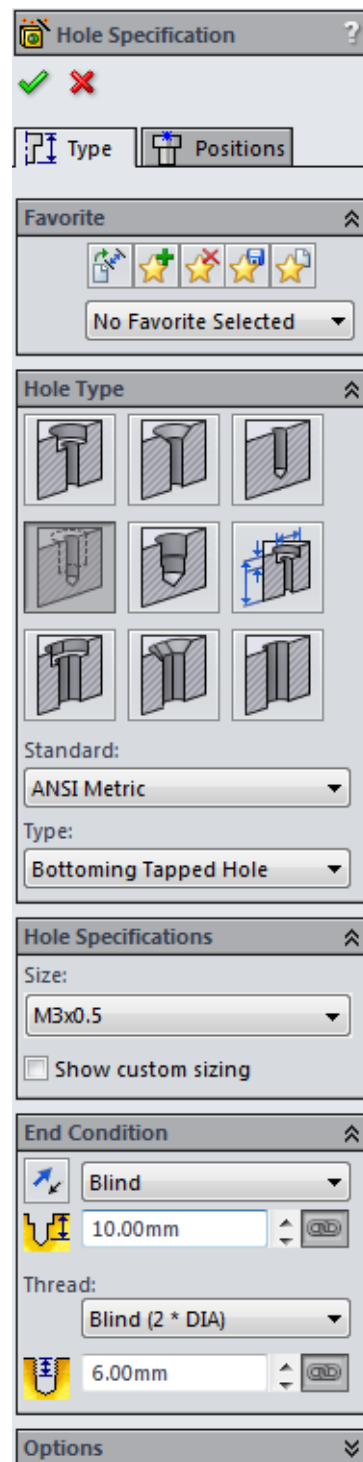 Hole Specification ?
Type Positions
Favorite
No Favorite Selected
Hole Type
Standard:
ANSI Metric
Type:
Bottoming Tapped Hole
Hole Specifications
Size:
M3x0.5
Show custom sizing
End Condition
Blind
10.00mm
Thread:
Blind (2 * DIA)
6.00mm
Options